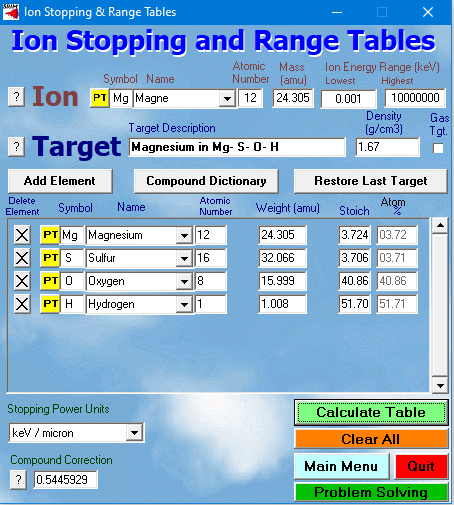 Ion Stopping & Range Tables
Ion Stopping and Range Tables
Symbol Name Atomic Number Mass (amu) Ion Energy Range (keV) Lowest Highest
? Ion PT Mg Magne 12 24.305 0.001 10000000
Target Description Density (g/cm3) Gas Tgt.
? Target Magnesium in Mg- S- O- H 1.67
Add Element Compound Dictionary Restore Last Target
Delete Element Symbol Name Atomic Number Weight (amu) Stoich Atom %
X PT Mg Magnesium 12 24.305 3.724 03.72
X PT S Sulfur 16 32.066 3.706 03.71
X PT O Oxygen 8 15.999 40.86 40.86
X PT H Hydrogen 1 1.008 51.70 51.71
Stopping Power Units
keV / micron
Compound Correction
? 0.5445929
Calculate Table
Clear All
Main Menu Quit
Problem Solving